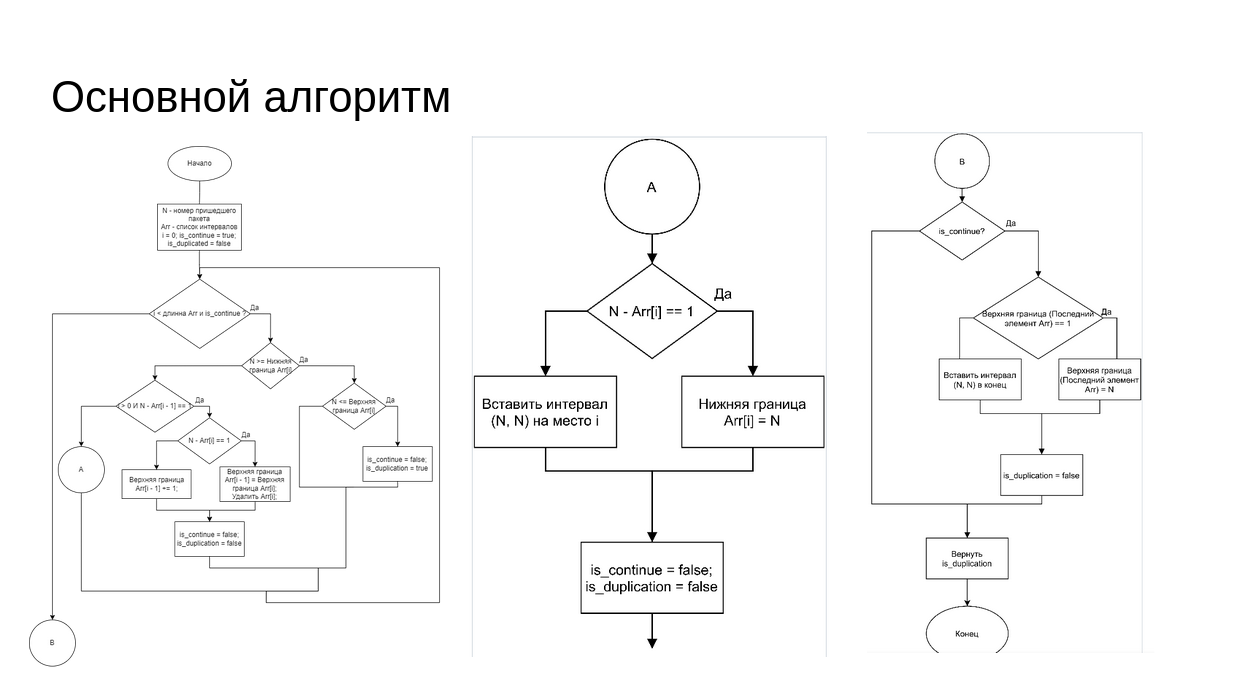 Основной алгоритм
Начало
N - номер пришедшего
пакета
Arr - список интервалов
i = 0; is_continue = true;
is_duplicated = false
i < длинна Arr и is_continue ?
Да
N >= Нижняя
граница Arr[i]
Да
i > 0 И N - Arr[i - 1] == 1
Да
N <= Верхняя
граница Arr[i]
Да
N - Arr[i] == 1
Да
is_continue = false;
is_duplication = true
A
Верхняя граница
Arr[i - 1] += 1;
Верхняя граница
Arr[i - 1] = Верхняя
граница Arr[i];
Удалить Arr[i];
is_continue = false;
is_duplication = false
B
A
N - Arr[i] == 1
Да
Вставить интервал
(N, N) на место i
Нижняя граница
Arr[i] = N
is_continue = false;
is_duplication = false
B
is_continue?
Да
Верхняя граница (Последний
элемент Arr) == 1
Да
Вставить интервал
(N, N) в конец
Верхняя граница
(Последний элемент
Arr) = N
is_duplication = false
Вернуть
is_duplication
Конец